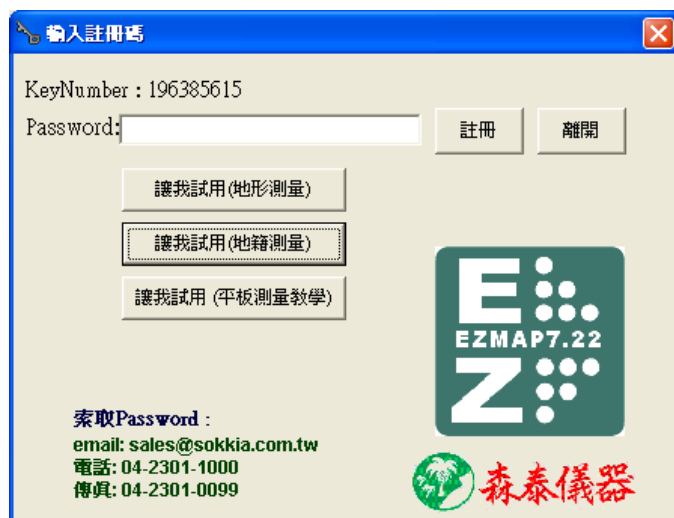 輸入註冊碼
KeyNumber : 196385615
Password:
註冊
離開
讓我試用(地形測量)
讓我試用(地籍測量)
讓我試用 (平板測量教學)
EZ
EZMAP7.22
索取Password :
email: sales@sokkia.com.tw
電話: 04-2301-1000
傳眞: 04-2301-0099
森泰儀器